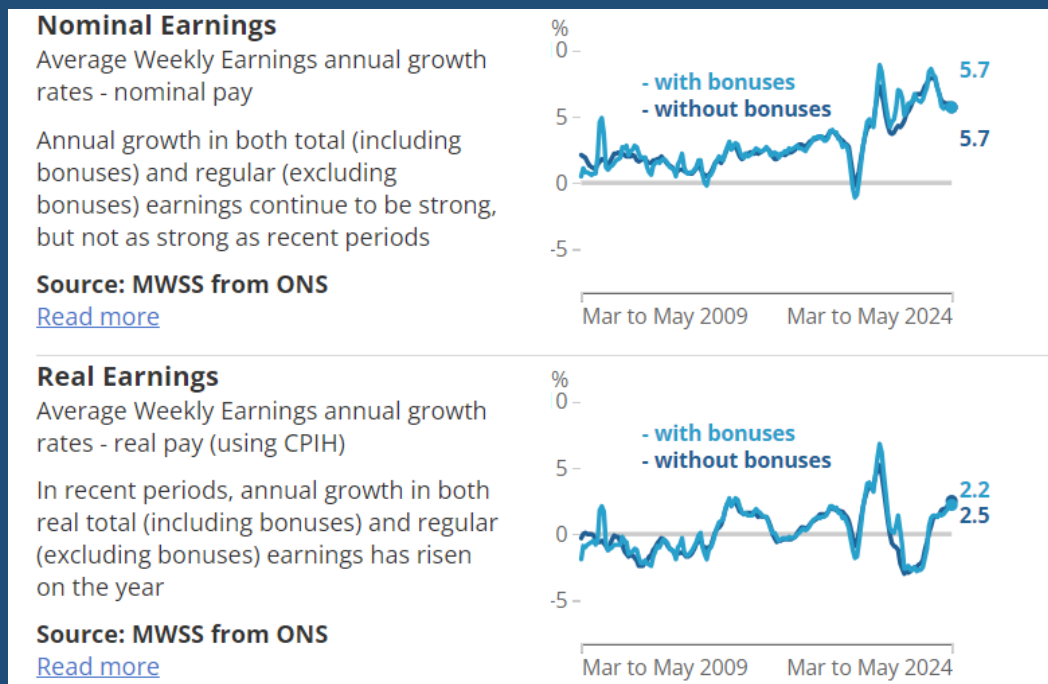 Nominal Earnings
Average Weekly Earnings annual growth
rates - nominal pay
Annual growth in both total (including
bonuses) and regular (excluding
bonuses) earnings continue to be strong,
but not as strong as recent periods
Source: MWSS from ONS
Read more
%
0
- with bonuses
- without bonuses
5.7
5
5.7
0
-5
Mar to May 2009 Mar to May 2024
Real Earnings
Average Weekly Earnings annual growth
rates - real pay (using CPIH)
In recent periods, annual growth in both
real total (including bonuses) and regular
(excluding bonuses) earnings has risen
on the year
Source: MWSS from ONS
Read more
%
0
- with bonuses
- without bonuses
5
2.2
2.5
0
-5
Mar to May 2009 Mar to May 2024